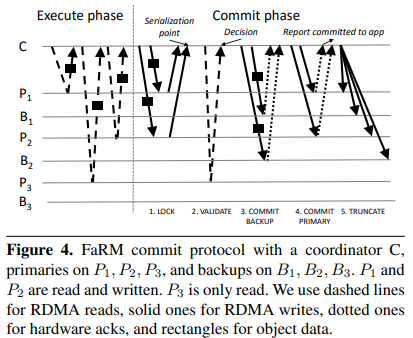 Execute phase
Commit phase
Serialization
point
Decision
Report committed to app
C
P1
B1
P2
B2
P3
B3
1. LOCK
2. VALIDATE
3. COMMIT
BACKUP
4. COMMIT
PRIMARY
5. TRUNCATE
Figure 4. FaRM commit protocol with a coordinator C,
primaries on P1, P2, P3, and backups on B1, B2, B3. P1 and
P2 are read and written. P3 is only read. We use dashed lines
for RDMA reads, solid ones for RDMA writes, dotted ones
for hardware acks, and rectangles for object data.